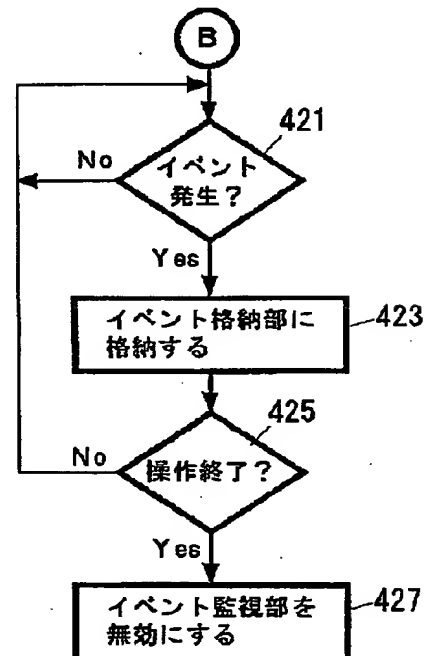 B
421
No
イベント
発生？
Yes
イベント格納部に
格納する
423
425
No
操作終了？
Yes
イベント監視部を
無効にする
427